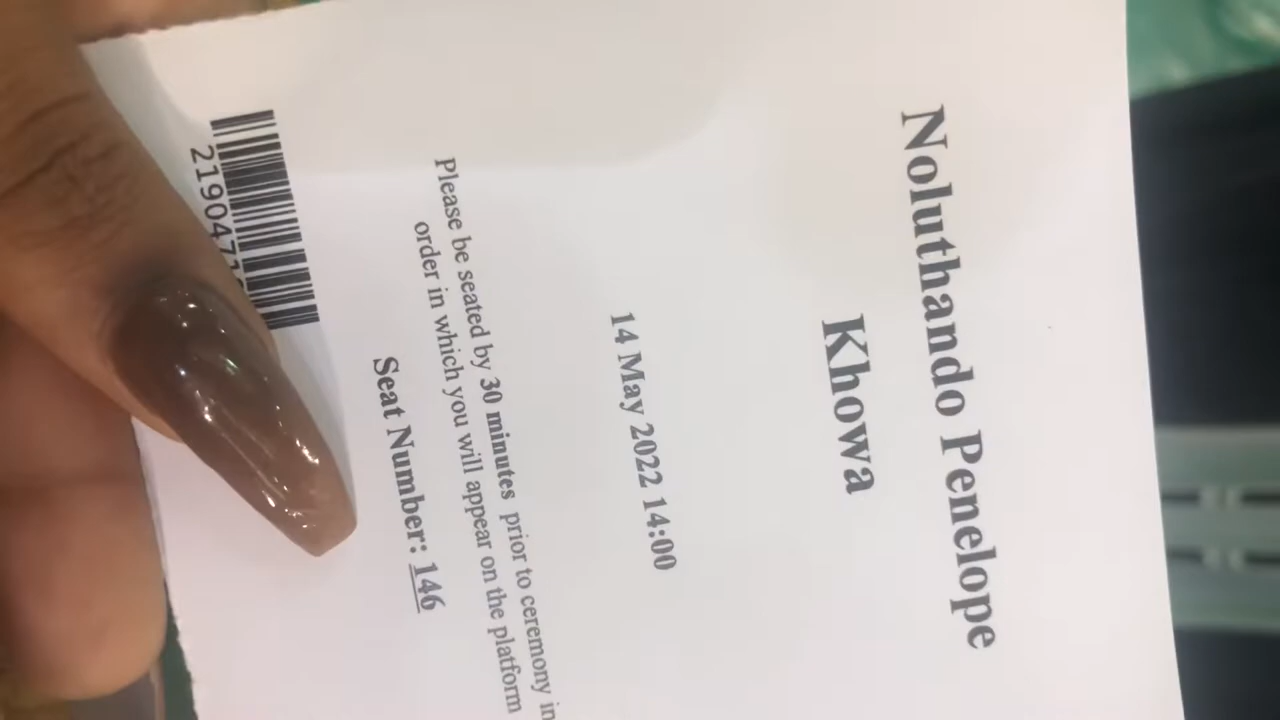 Noluthando Penelope
Khowa
14 May 2022 14:00
Please be seated by 30 minutes prior to ceremony in
order in which you will appear on the platform
Seat Number: 146